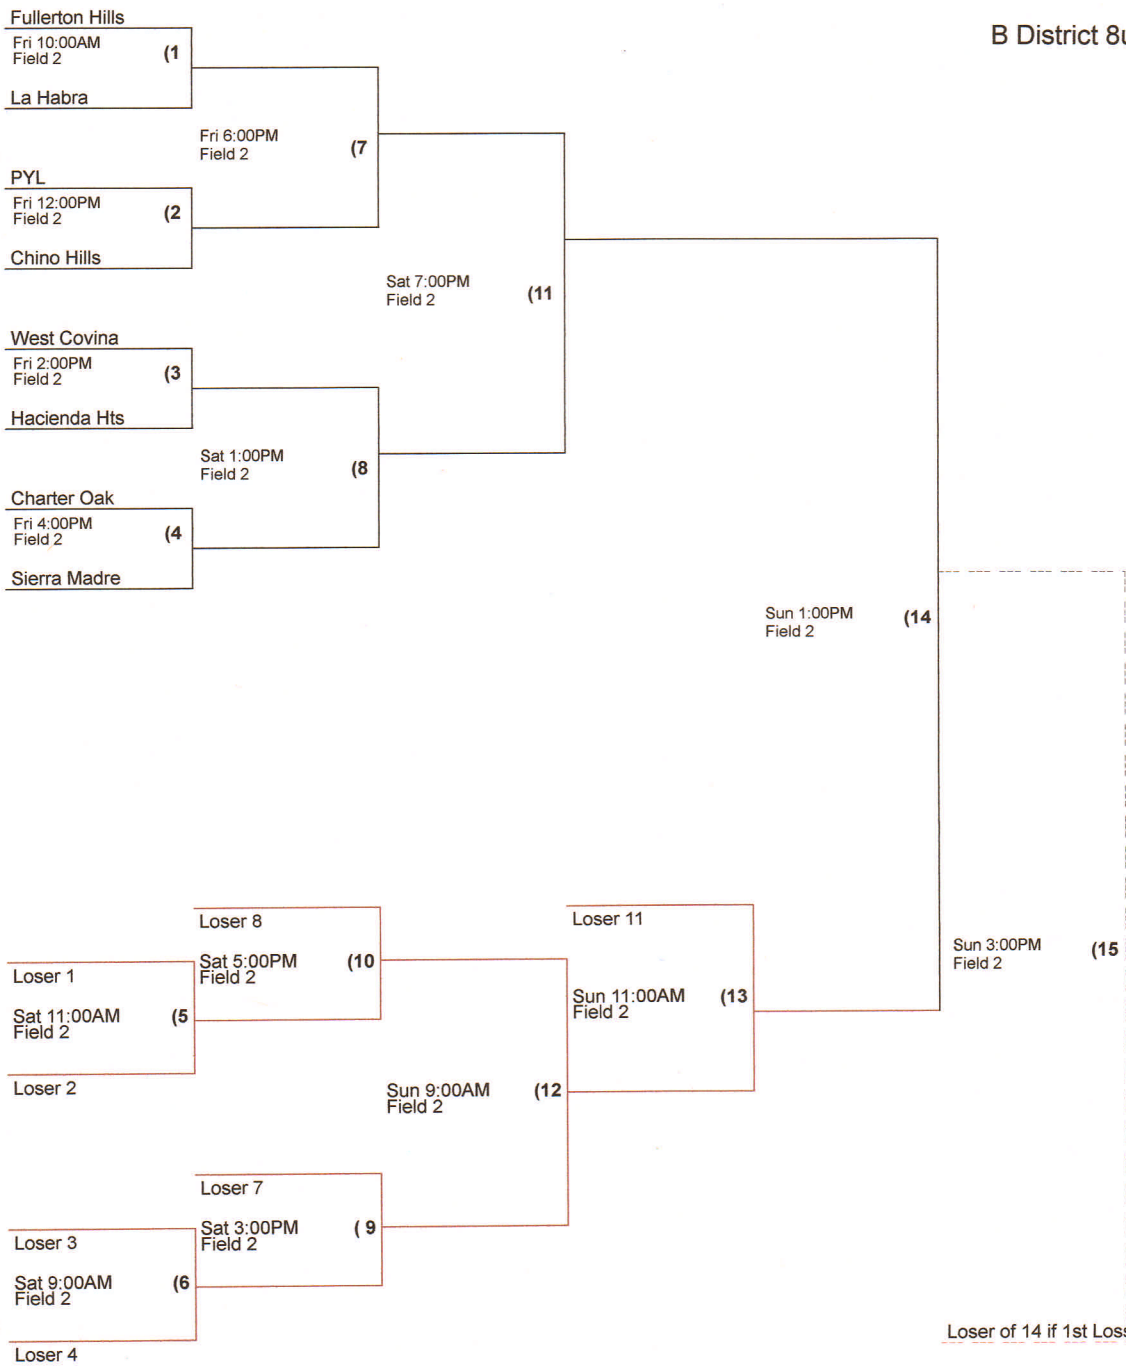 Fullerton Hills
B District 8u
Fri 10:00AM
Field 2
(1
La Habra
Fri 6:00PM
Field 2
(7
PYL
Fri 12:00PM
Field 2
(2
Chino Hills
Sat 7:00PM
Field 2
(11
West Covina
Fri 2:00PM
Field 2
(3
Hacienda Hts
Sat 1:00PM
Field 2
(8
Charter Oak
Fri 4:00PM
Field 2
(4
Sierra Madre
Sun 1:00PM
Field 2
(14
Loser 8
Sat 5:00PM
Field 2
(10
Loser 11
Sun 11:00AM
Field 2
(13
Sun 3:00PM
Field 2
(15
Loser 1
Sat 11:00AM
Field 2
(5
Loser 2
Sun 9:00AM
Field 2
(12
Loser 7
Sat 3:00PM
Field 2
( 9
Loser 3
Sat 9:00AM
Field 2
(6
Loser 4
Loser of 14 if 1st Loss